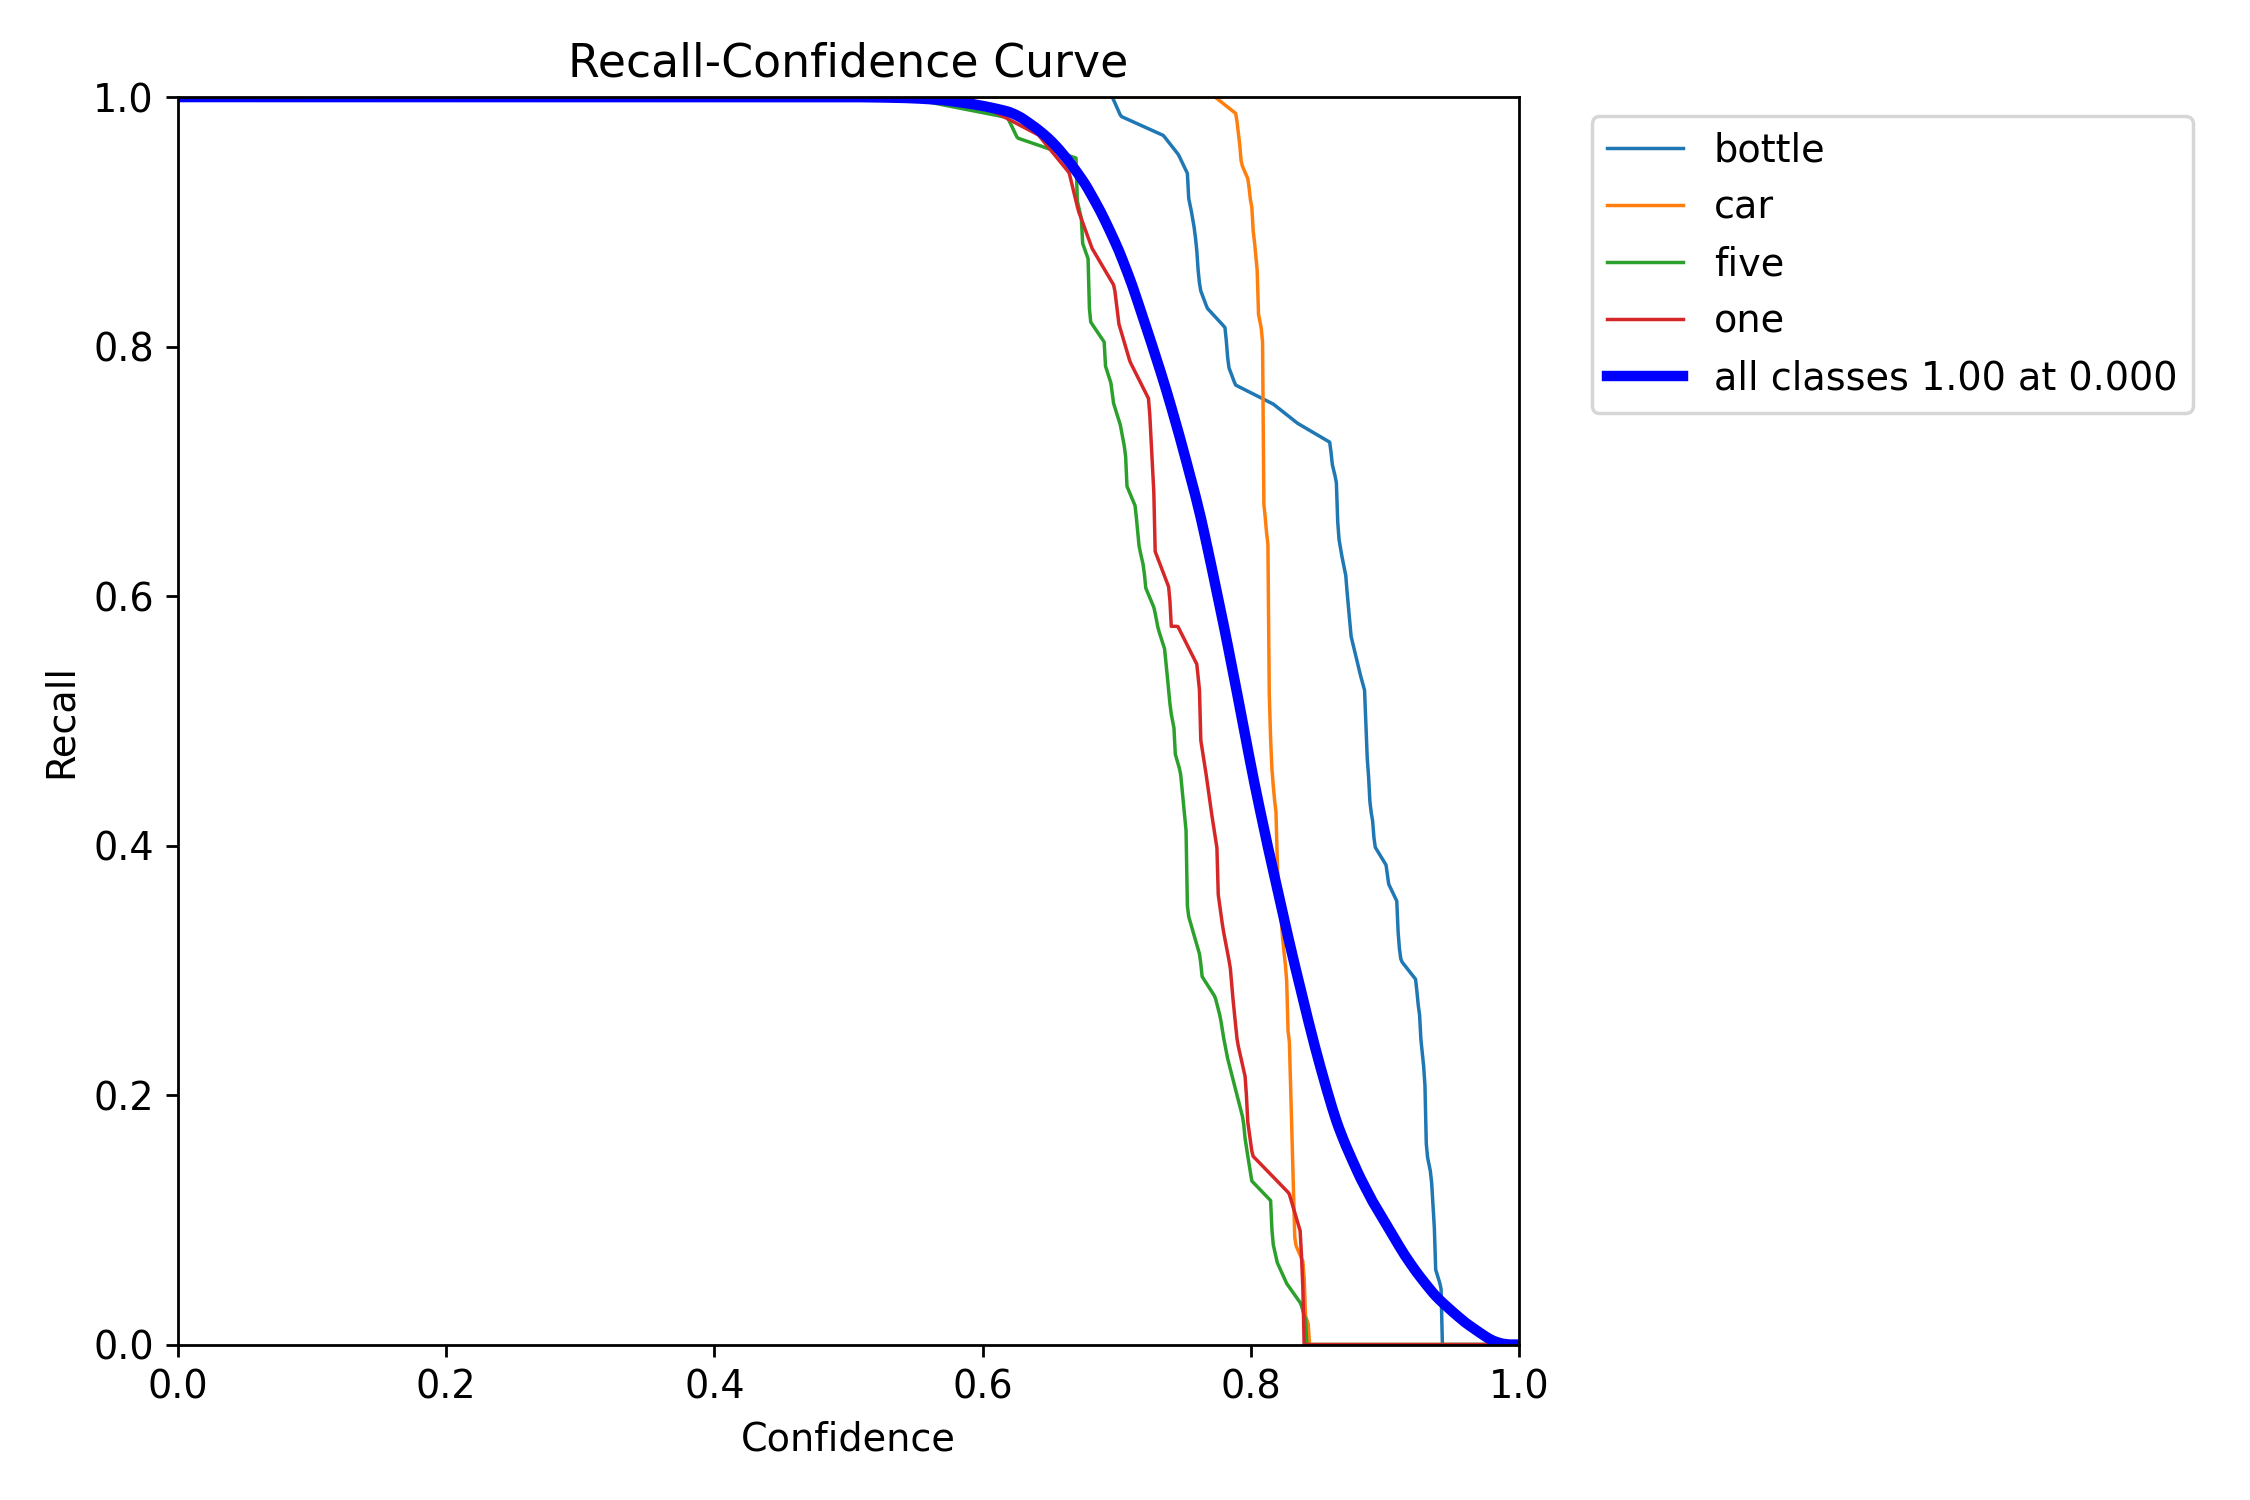 Recall-Confidence Curve
1.0
0.8
0.6
0.4
0.2
0.0
Recall
0.0 0.2 0.4 0.6 0.8 1.0
Confidence
bottle
car
five
one
all classes 1.00 at 0.000